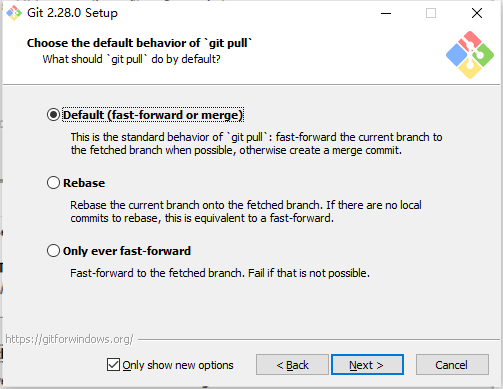 Git 2.28.0 Setup
Choose the default behavior of `git pull`
What should `git pull` do by default?
Default (fast-forward or merge)
This is the standard behavior of `git pull`: fast-forward the current branch to
the fetched branch when possible, otherwise create a merge commit.
Rebase
Rebase the current branch onto the fetched branch. If there are no local
commits to rebase, this is equivalent to a fast-forward.
Only ever fast-forward
Fast-forward to the fetched branch. Fail if that is not possible.
https://gitforwindows.org/
Only show new options
< Back
Next >
Cancel